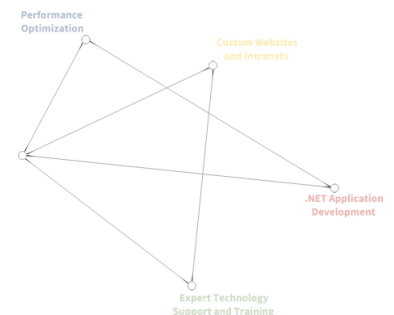 Performance
Optimization
Custom Websites
and Intranets
.NET Application
Development
Expert Technology
Support and Training